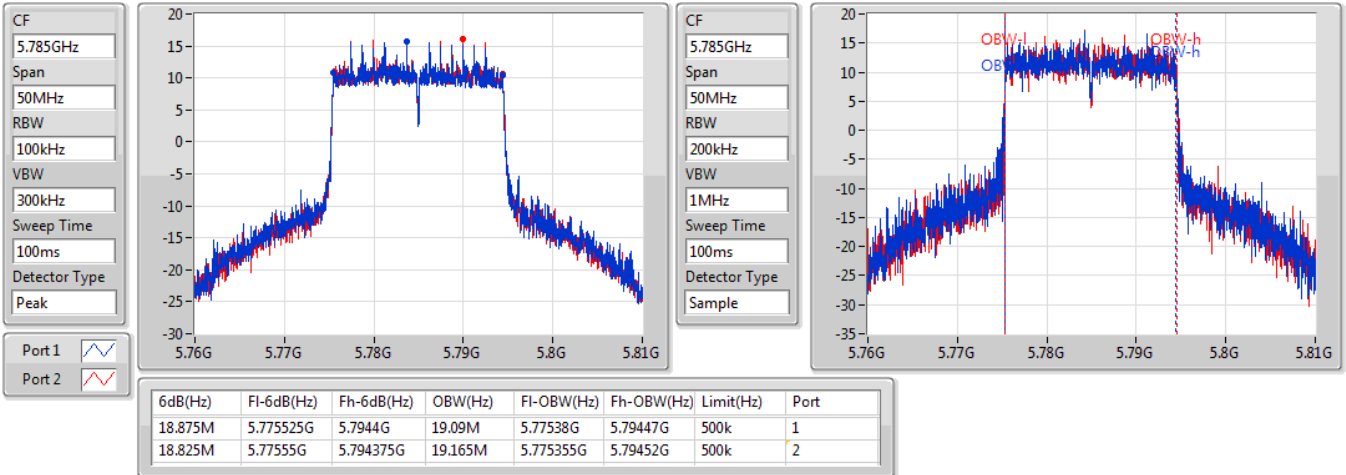 CF
5.785GHz
Span
50MHz
RBW
100kHz
VBW
300kHz
Sweep Time
100ms
Detector Type
Peak
20
15
10
5
0
-5
-10
-15
-20
-25
-30
5.76G 5.77G 5.78G 5.79G 5.8G 5.81G
CF
5.785GHz
Span
50MHz
RBW
200kHz
VBW
1MHz
Sweep Time
100ms
Detector Type
Sample
20
15
10
5
0
-5
-10
-15
-20
-25
-30
-35
OBW-l OBW-h
OBW-h
5.76G 5.77G 5.78G 5.79G 5.8G 5.81G
Port 1
Port 2
6dB(Hz) Fl-6dB(Hz) Fh-6dB(Hz) OBW(Hz) Fl-OBW(Hz) Fh-OBW(Hz) Limit(Hz) Port
18.875M 5.775525G 5.7944G 19.09M 5.77538G 5.79447G 500k 1
18.825M 5.77555G 5.794375G 19.165M 5.775355G 5.79452G 500k 2